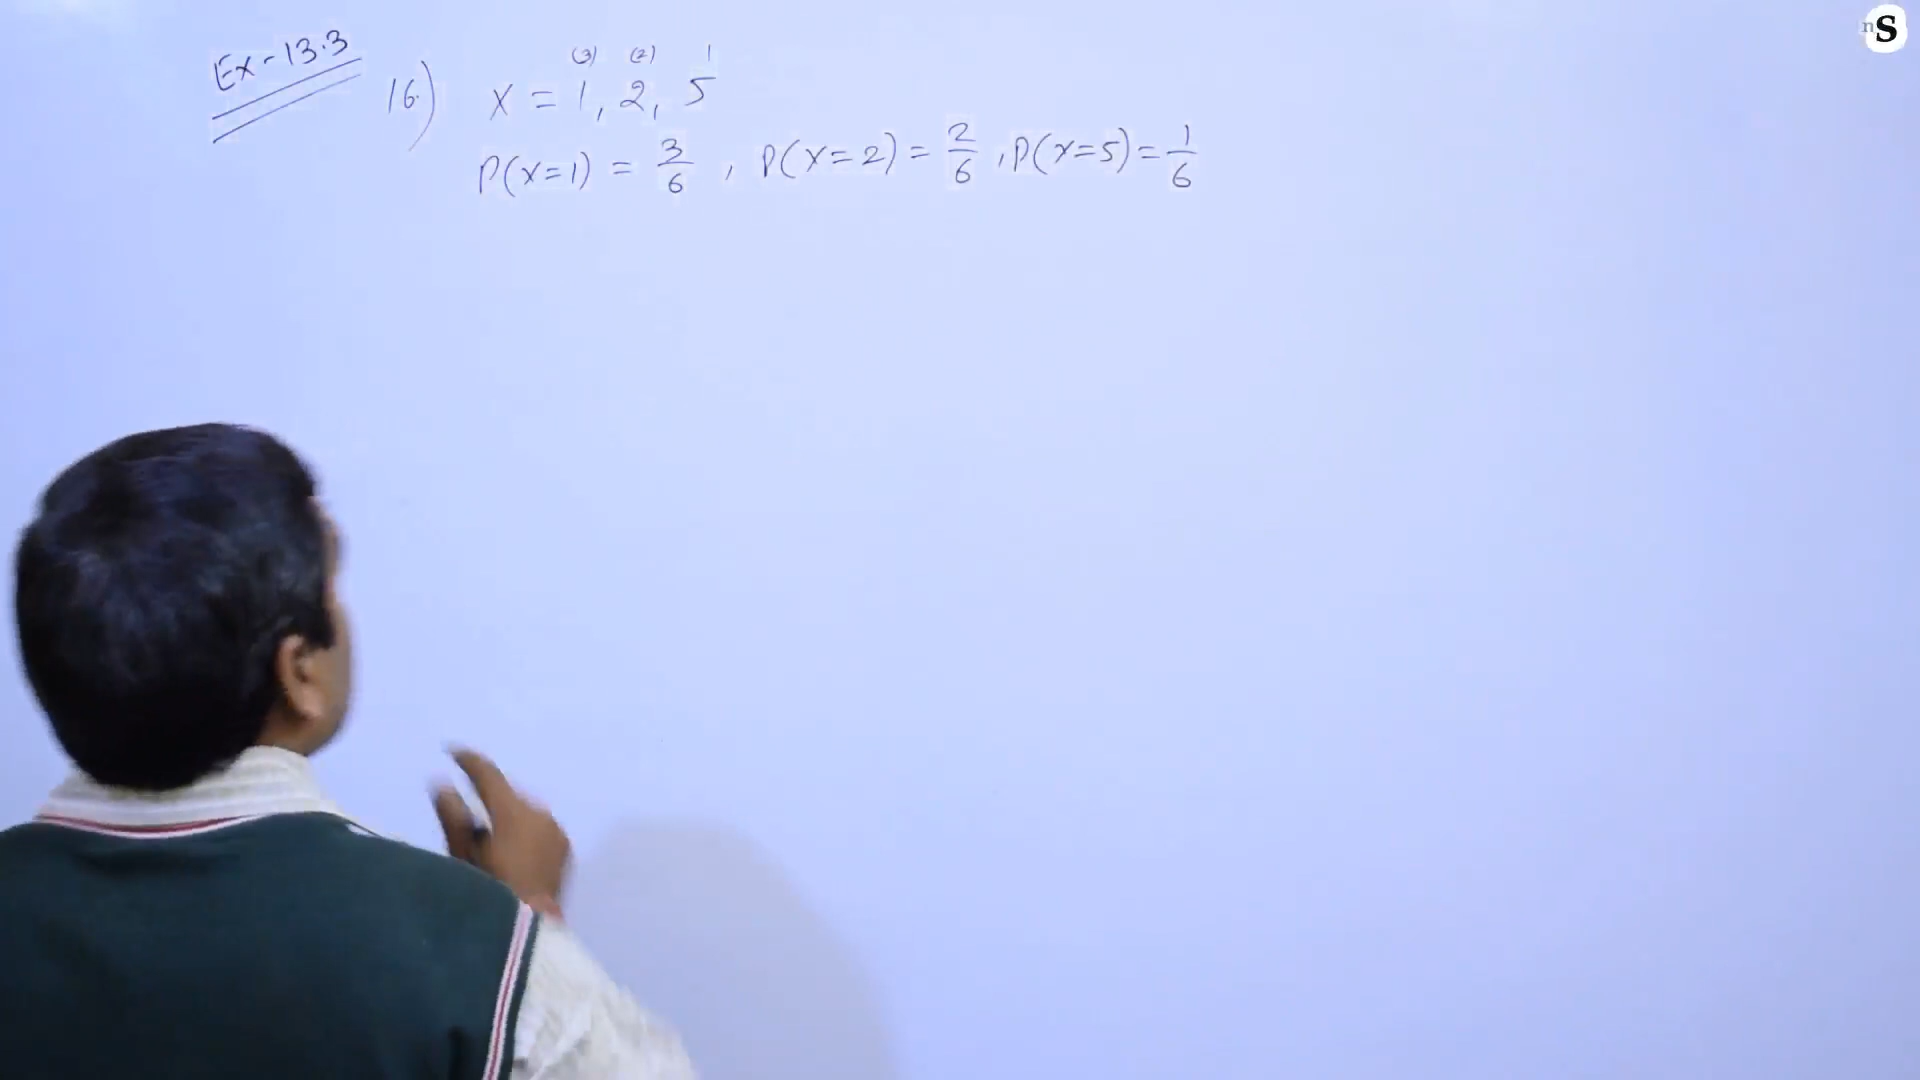 Ex-13.3
(3) (2) 1
16.) X = 1, 2, 5
P(X=1) = 3/6 , P(X=2) = 2/6 , P(X=5) = 1/6
nS